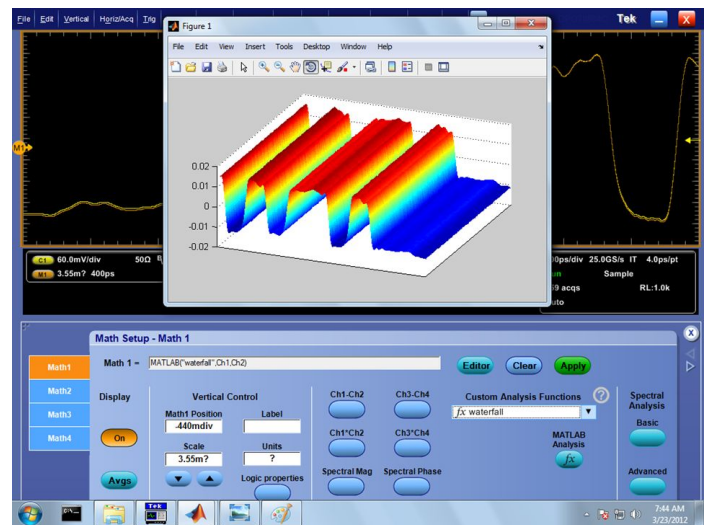 File Edit Vertical Horiz/Acq Trig
Tek
X
Figure 1
File Edit View Insert Tools Desktop Window Help
0.02
0.01
0
-0.01
-0.02
M1
C1 60.0mV/div 50Ω
M1 3.55m? 400ps
0ps/div 25.0GS/s IT 4.0ps/pt
Sample
acqs RL:1.0k
uto
Math Setup - Math 1
X
Math1
Math2
Math3
Math4
Math 1 = MATLAB("waterfall",Ch1,Ch2)
Editor
Clear
Apply
Display
On
Avgs
Vertical Control
Math1 Position
-440mdiv
Label
Scale
3.55m?
Units
?
Logic properties
Ch1-Ch2
Ch3-Ch4
Ch1*Ch2
Ch3*Ch4
Spectral Mag
Spectral Phase
Custom Analysis Functions
?
fx waterfall
MATLAB
Analysis
fx
Spectral
Analysis
Basic
Advanced
Tek
7:44 AM
3/23/2012